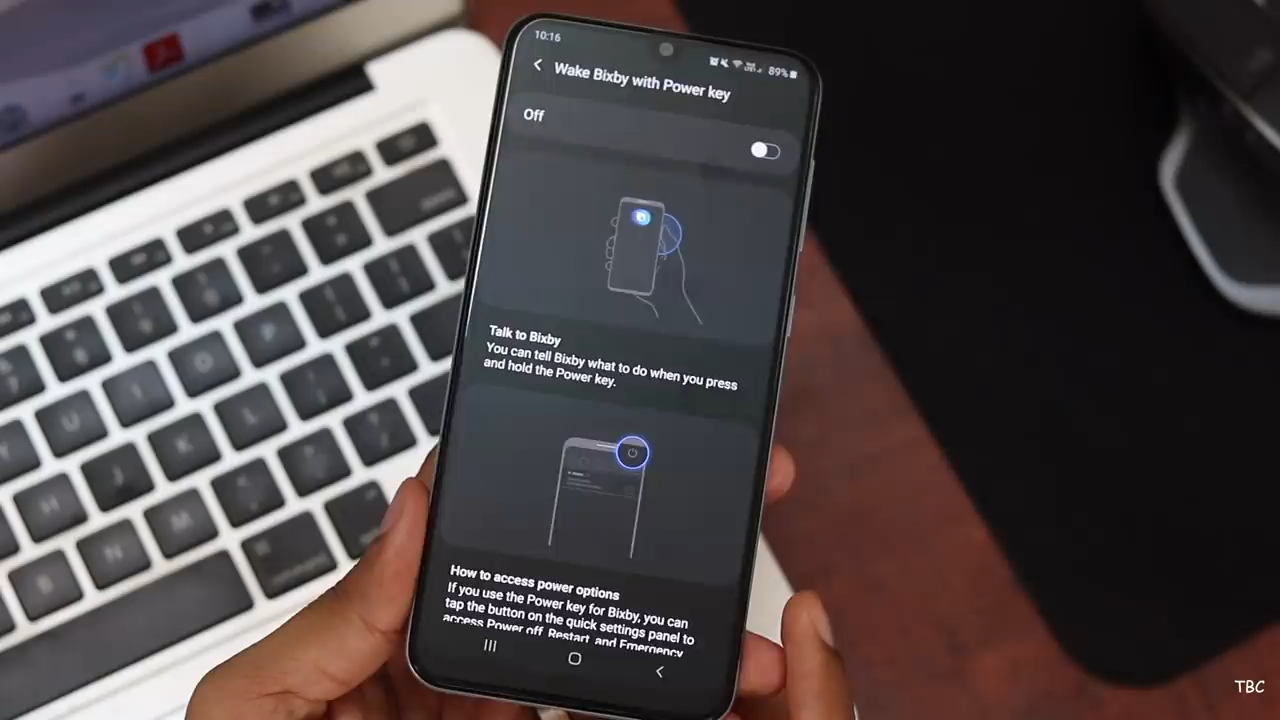 10:16
89%
Wake Bixby with Power key
Off
Talk to Bixby
You can tell Bixby what to do when you press
and hold the Power key.
How to access power options
If you use the Power key for Bixby, you can
tap the button on the quick settings panel to
access Power off, Restart, and Emergency
U
I
O
P
H
J
K
L
N
M
TBC